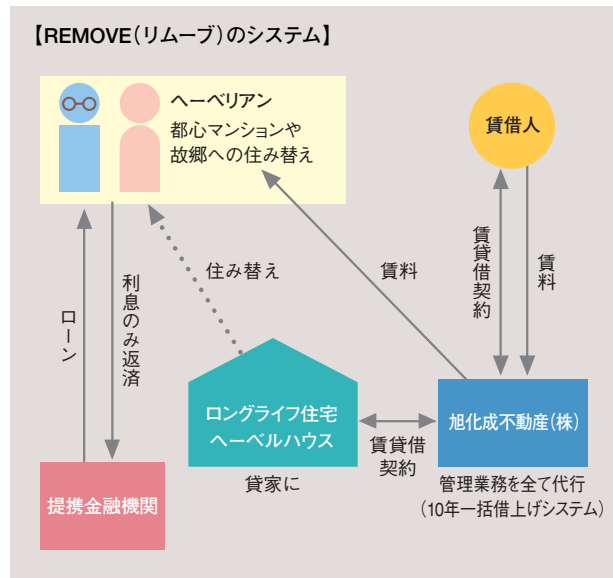 【REMOVE(リムーブ)のシステム】
ヘーベリアン
都心マンションや
故郷への住み替え
賃借人
住み替え
賃料
賃貸借契約
賃料
ローン
利息のみ返済
ロングライフ住宅
ヘーベルハウス
賃貸借
契約
旭化成不動産(株)
提携金融機関
貸家に
管理業務を全て代行
(10年一括借上げシステム)